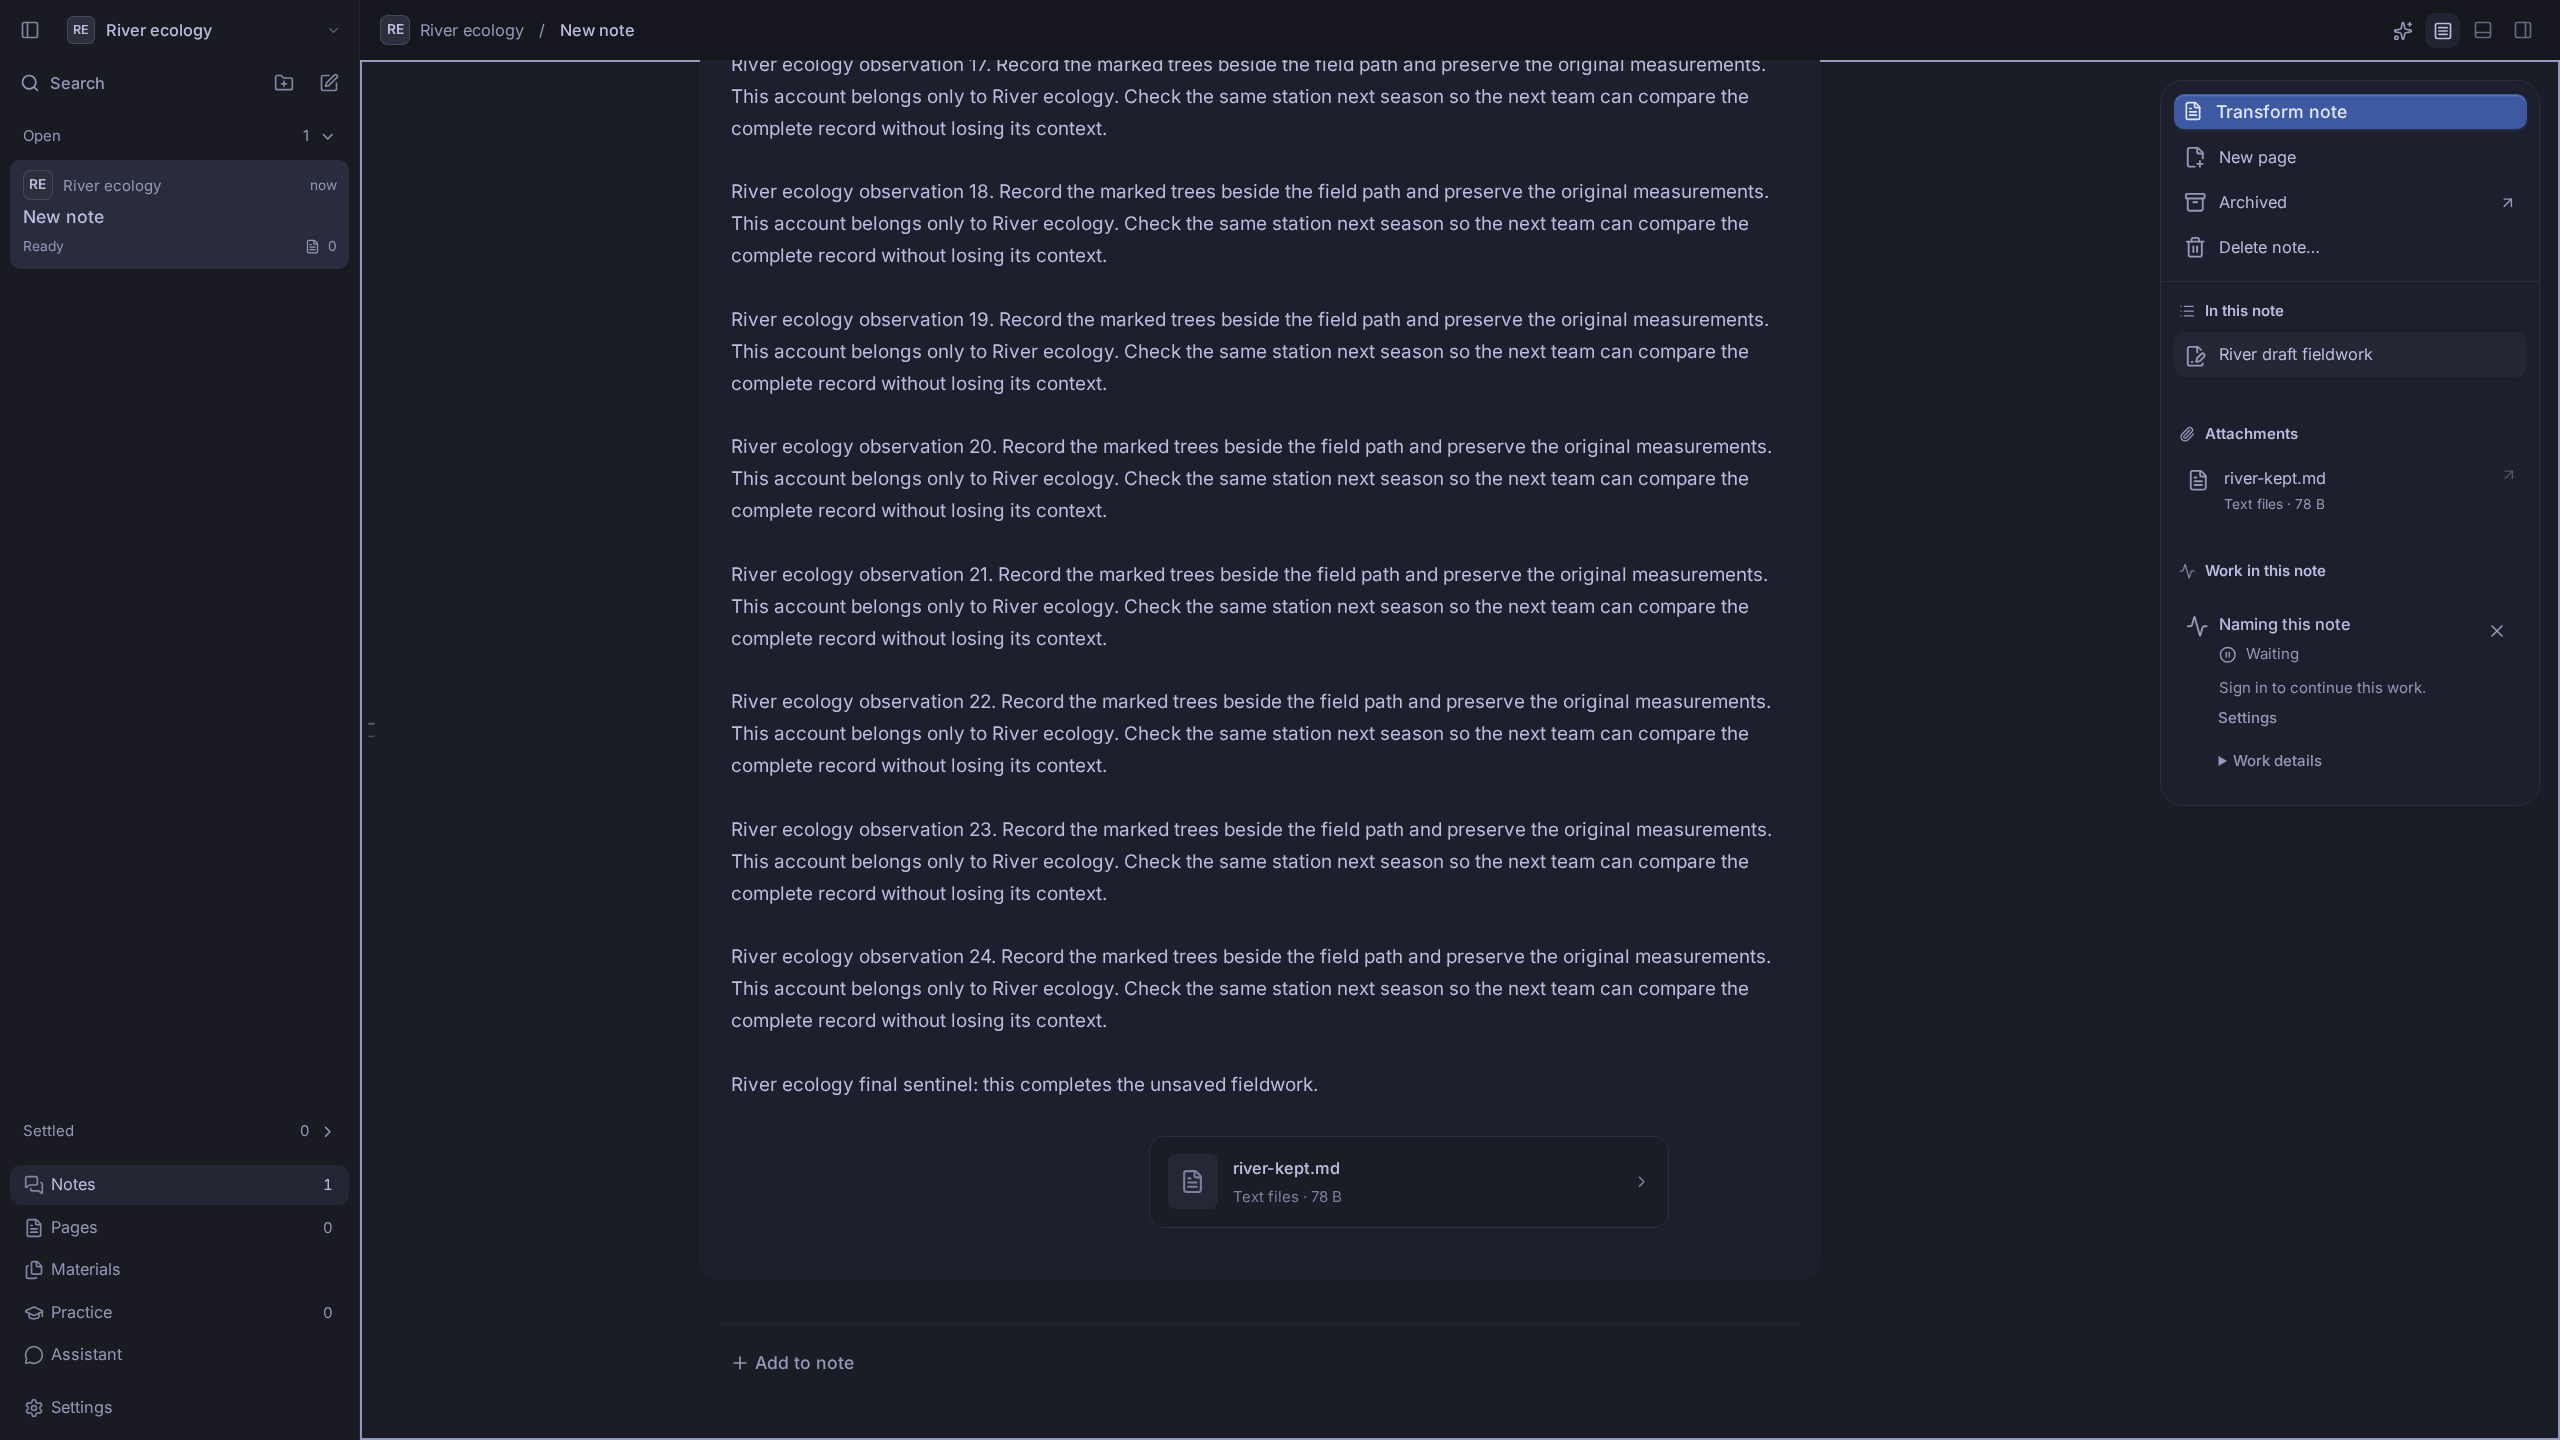 RE River ecology
Search
Open 1
RE River ecology now
New note
Ready 0
Settled 0
Notes 1
Pages 0
Materials
Practice 0
Assistant
Settings
RE River ecology / New note
River ecology observation 17. Record the marked trees beside the field path and preserve the original measurements.
This account belongs only to River ecology. Check the same station next season so the next team can compare the
complete record without losing its context.
River ecology observation 18. Record the marked trees beside the field path and preserve the original measurements.
This account belongs only to River ecology. Check the same station next season so the next team can compare the
complete record without losing its context.
River ecology observation 19. Record the marked trees beside the field path and preserve the original measurements.
This account belongs only to River ecology. Check the same station next season so the next team can compare the
complete record without losing its context.
River ecology observation 20. Record the marked trees beside the field path and preserve the original measurements.
This account belongs only to River ecology. Check the same station next season so the next team can compare the
complete record without losing its context.
River ecology observation 21. Record the marked trees beside the field path and preserve the original measurements.
This account belongs only to River ecology. Check the same station next season so the next team can compare the
complete record without losing its context.
River ecology observation 22. Record the marked trees beside the field path and preserve the original measurements.
This account belongs only to River ecology. Check the same station next season so the next team can compare the
complete record without losing its context.
River ecology observation 23. Record the marked trees beside the field path and preserve the original measurements.
This account belongs only to River ecology. Check the same station next season so the next team can compare the
complete record without losing its context.
River ecology observation 24. Record the marked trees beside the field path and preserve the original measurements.
This account belongs only to River ecology. Check the same station next season so the next team can compare the
complete record without losing its context.
River ecology final sentinel: this completes the unsaved fieldwork.
river-kept.md
Text files · 78 B
+ Add to note
Transform note
New page
Archived
Delete note...
In this note
River draft fieldwork
Attachments
river-kept.md
Text files · 78 B
Work in this note
Naming this note
Waiting
Sign in to continue this work.
Settings
Work details